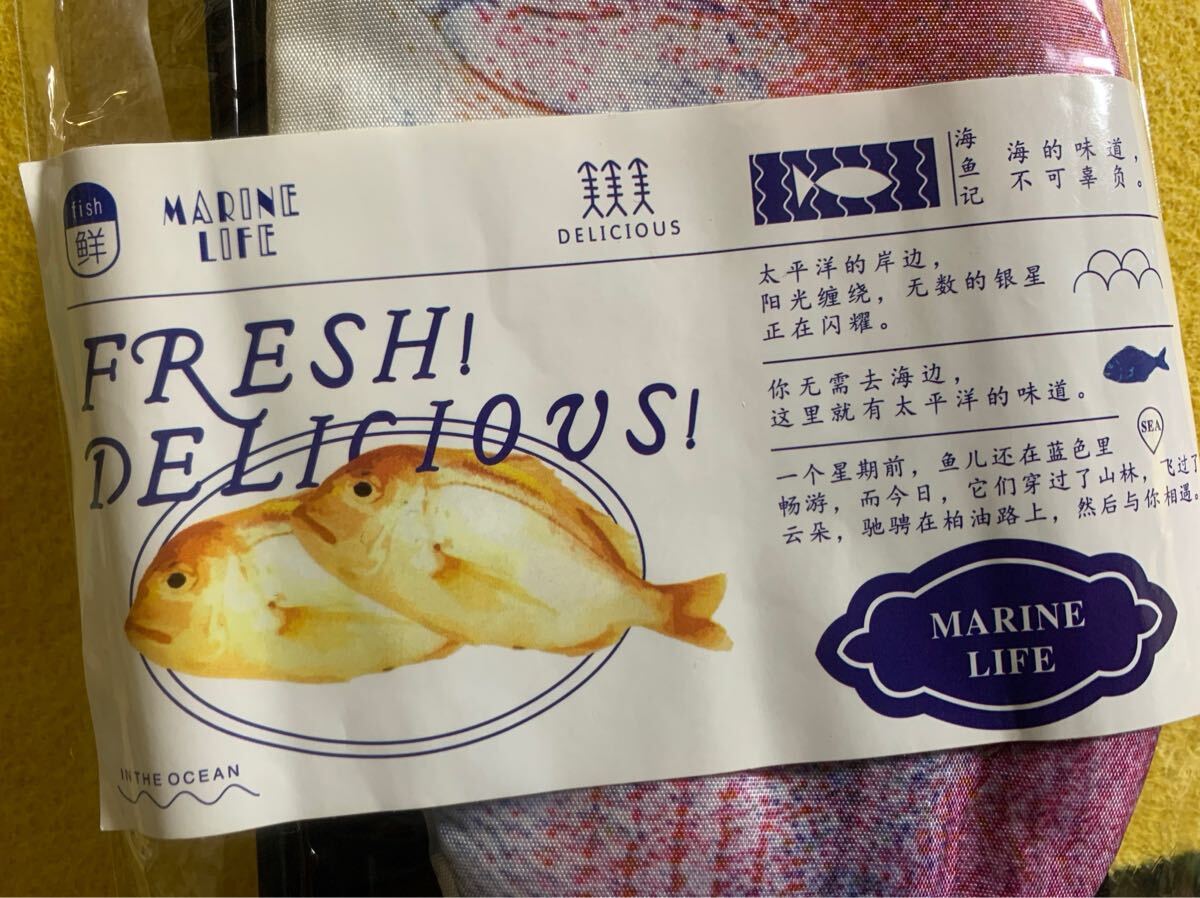 fish
鲜
MARINE
LIFE
DELICIOUS
海鱼记
海的味道，
不可辜负。
FRESH!
DELICIOUS!
太平洋的岸边，
阳光缠绕，无数的银星
正在闪耀。
你无需去海边，
这里就有太平洋的味道。
SEA
一个星期前，鱼儿还在蓝色里
畅游，而今日，它们穿过了山林，飞过了
云朵，驰骋在柏油路上，然后与你相遇。
MARINE
LIFE
IN THE OCEAN